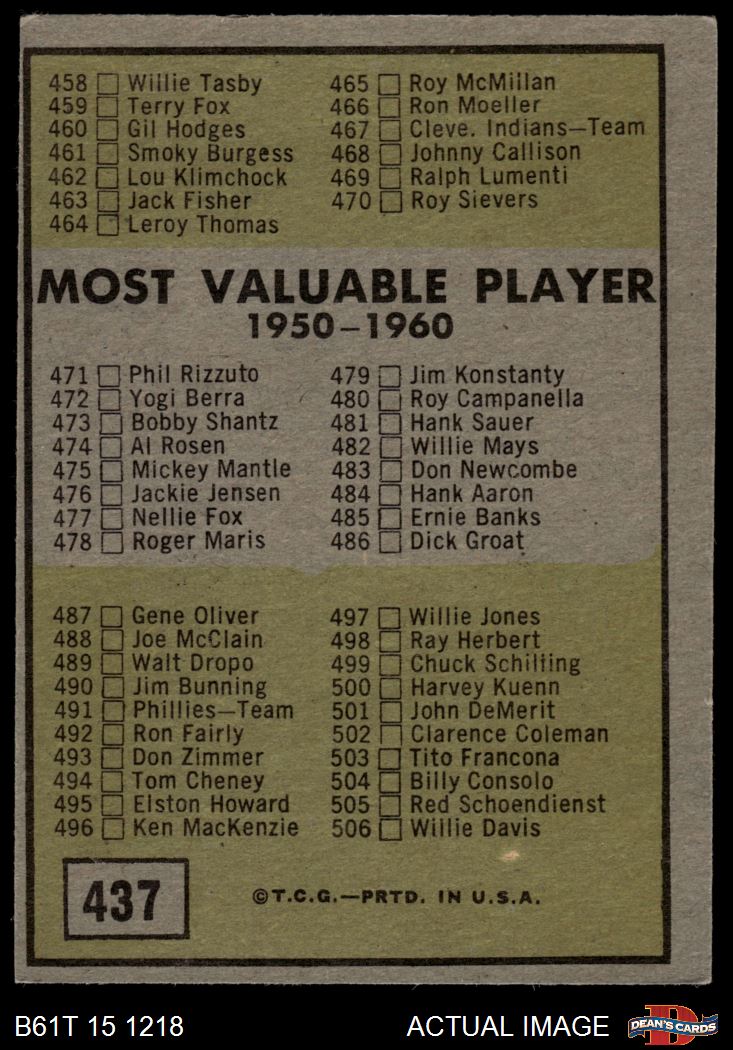 458 Willie Tasby
459 Terry Fox
460 Gil Hodges
461 Smoky Burgess
462 Lou Klimchock
463 Jack Fisher
464 Leroy Thomas
465 Roy McMillan
466 Ron Moeller
467 Cleve. Indians—Team
468 Johnny Callison
469 Ralph Lumenti
470 Roy Sievers
MOST VALUABLE PLAYER
1950–1960
471 Phil Rizzuto
472 Yogi Berra
473 Bobby Shantz
474 Al Rosen
475 Mickey Mantle
476 Jackie Jensen
477 Nellie Fox
478 Roger Maris
479 Jim Konstanty
480 Roy Campanella
481 Hank Sauer
482 Willie Mays
483 Don Newcombe
484 Hank Aaron
485 Ernie Banks
486 Dick Groat
487 Gene Oliver
488 Joe McClain
489 Walt Dropo
490 Jim Bunning
491 Phillies—Team
492 Ron Fairly
493 Don Zimmer
494 Tom Cheney
495 Elston Howard
496 Ken MacKenzie
497 Willie Jones
498 Ray Herbert
499 Chuck Schilling
500 Harvey Kuenn
501 John DeMerit
502 Clarence Coleman
503 Tito Francona
504 Billy Consolo
505 Red Schoendienst
506 Willie Davis
437
©T.C.G.—PRTD. IN U.S.A.
B61T 15 1218
ACTUAL IMAGE
DEAN'S CARDS